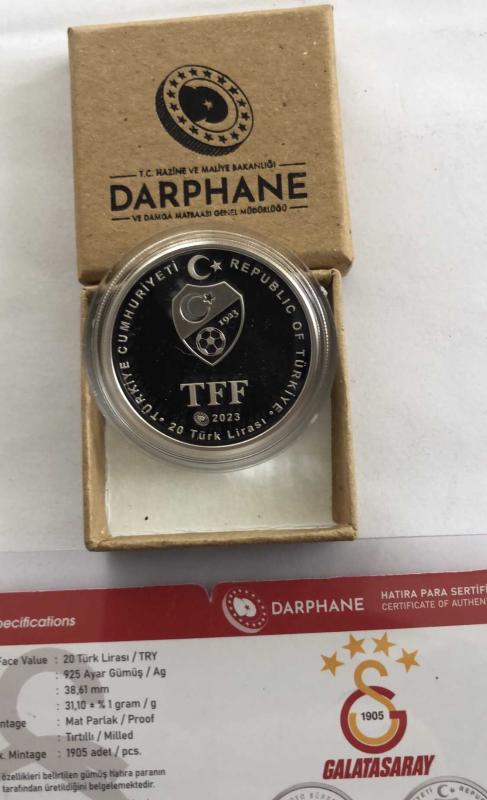 T.C. HAZİNE VE MALİYE BAKANLIĞI
DARPHANE
VE DAMGA MATBAASI GENEL MÜDÜRLÜĞÜ
TÜRKİYE CUMHURİYETİ
REPUBLIC OF TÜRKİYE
1923
TFF
2023
20 Türk Lirası
DARPHANE
HATIRA PARA SERTİFİ
CERTIFICATE OF AUTHENT
pecifications
Face Value : 20 Türk Lirası / TRY
: 925 Ayar Gümüş / Ag
: 38,61 mm
: 31,10 ± % 1 gram / g
ntage : Mat Parlak / Proof
: Tırtıllı / Milled
. Mintage : 1905 adet / pcs.
özellikleri belirtilen gümüş hatıra paranın
tarafından üretildiğini belgelemektedir.
1905
GALATASARAY